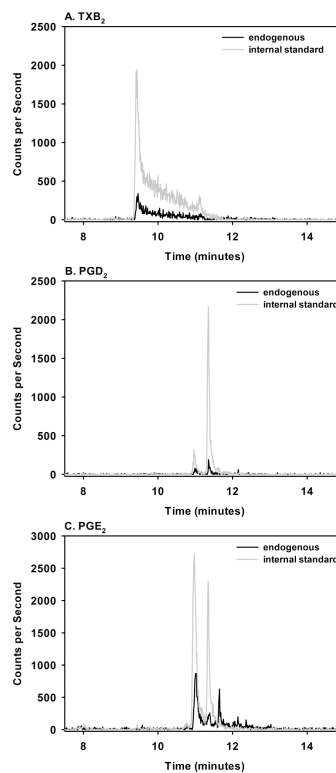 A. TXB2
endogenous
internal standard
2500
2000
1500
1000
500
0
Counts per Second
8 10 12 14
Time (minutes)
B. PGD2
endogenous
internal standard
2500
2000
1500
1000
500
0
Counts per Second
8 10 12 14
Time (minutes)
C. PGE2
endogenous
internal standard
3000
2500
2000
1500
1000
500
0
Counts per Second
8 10 12 14
Time (minutes)